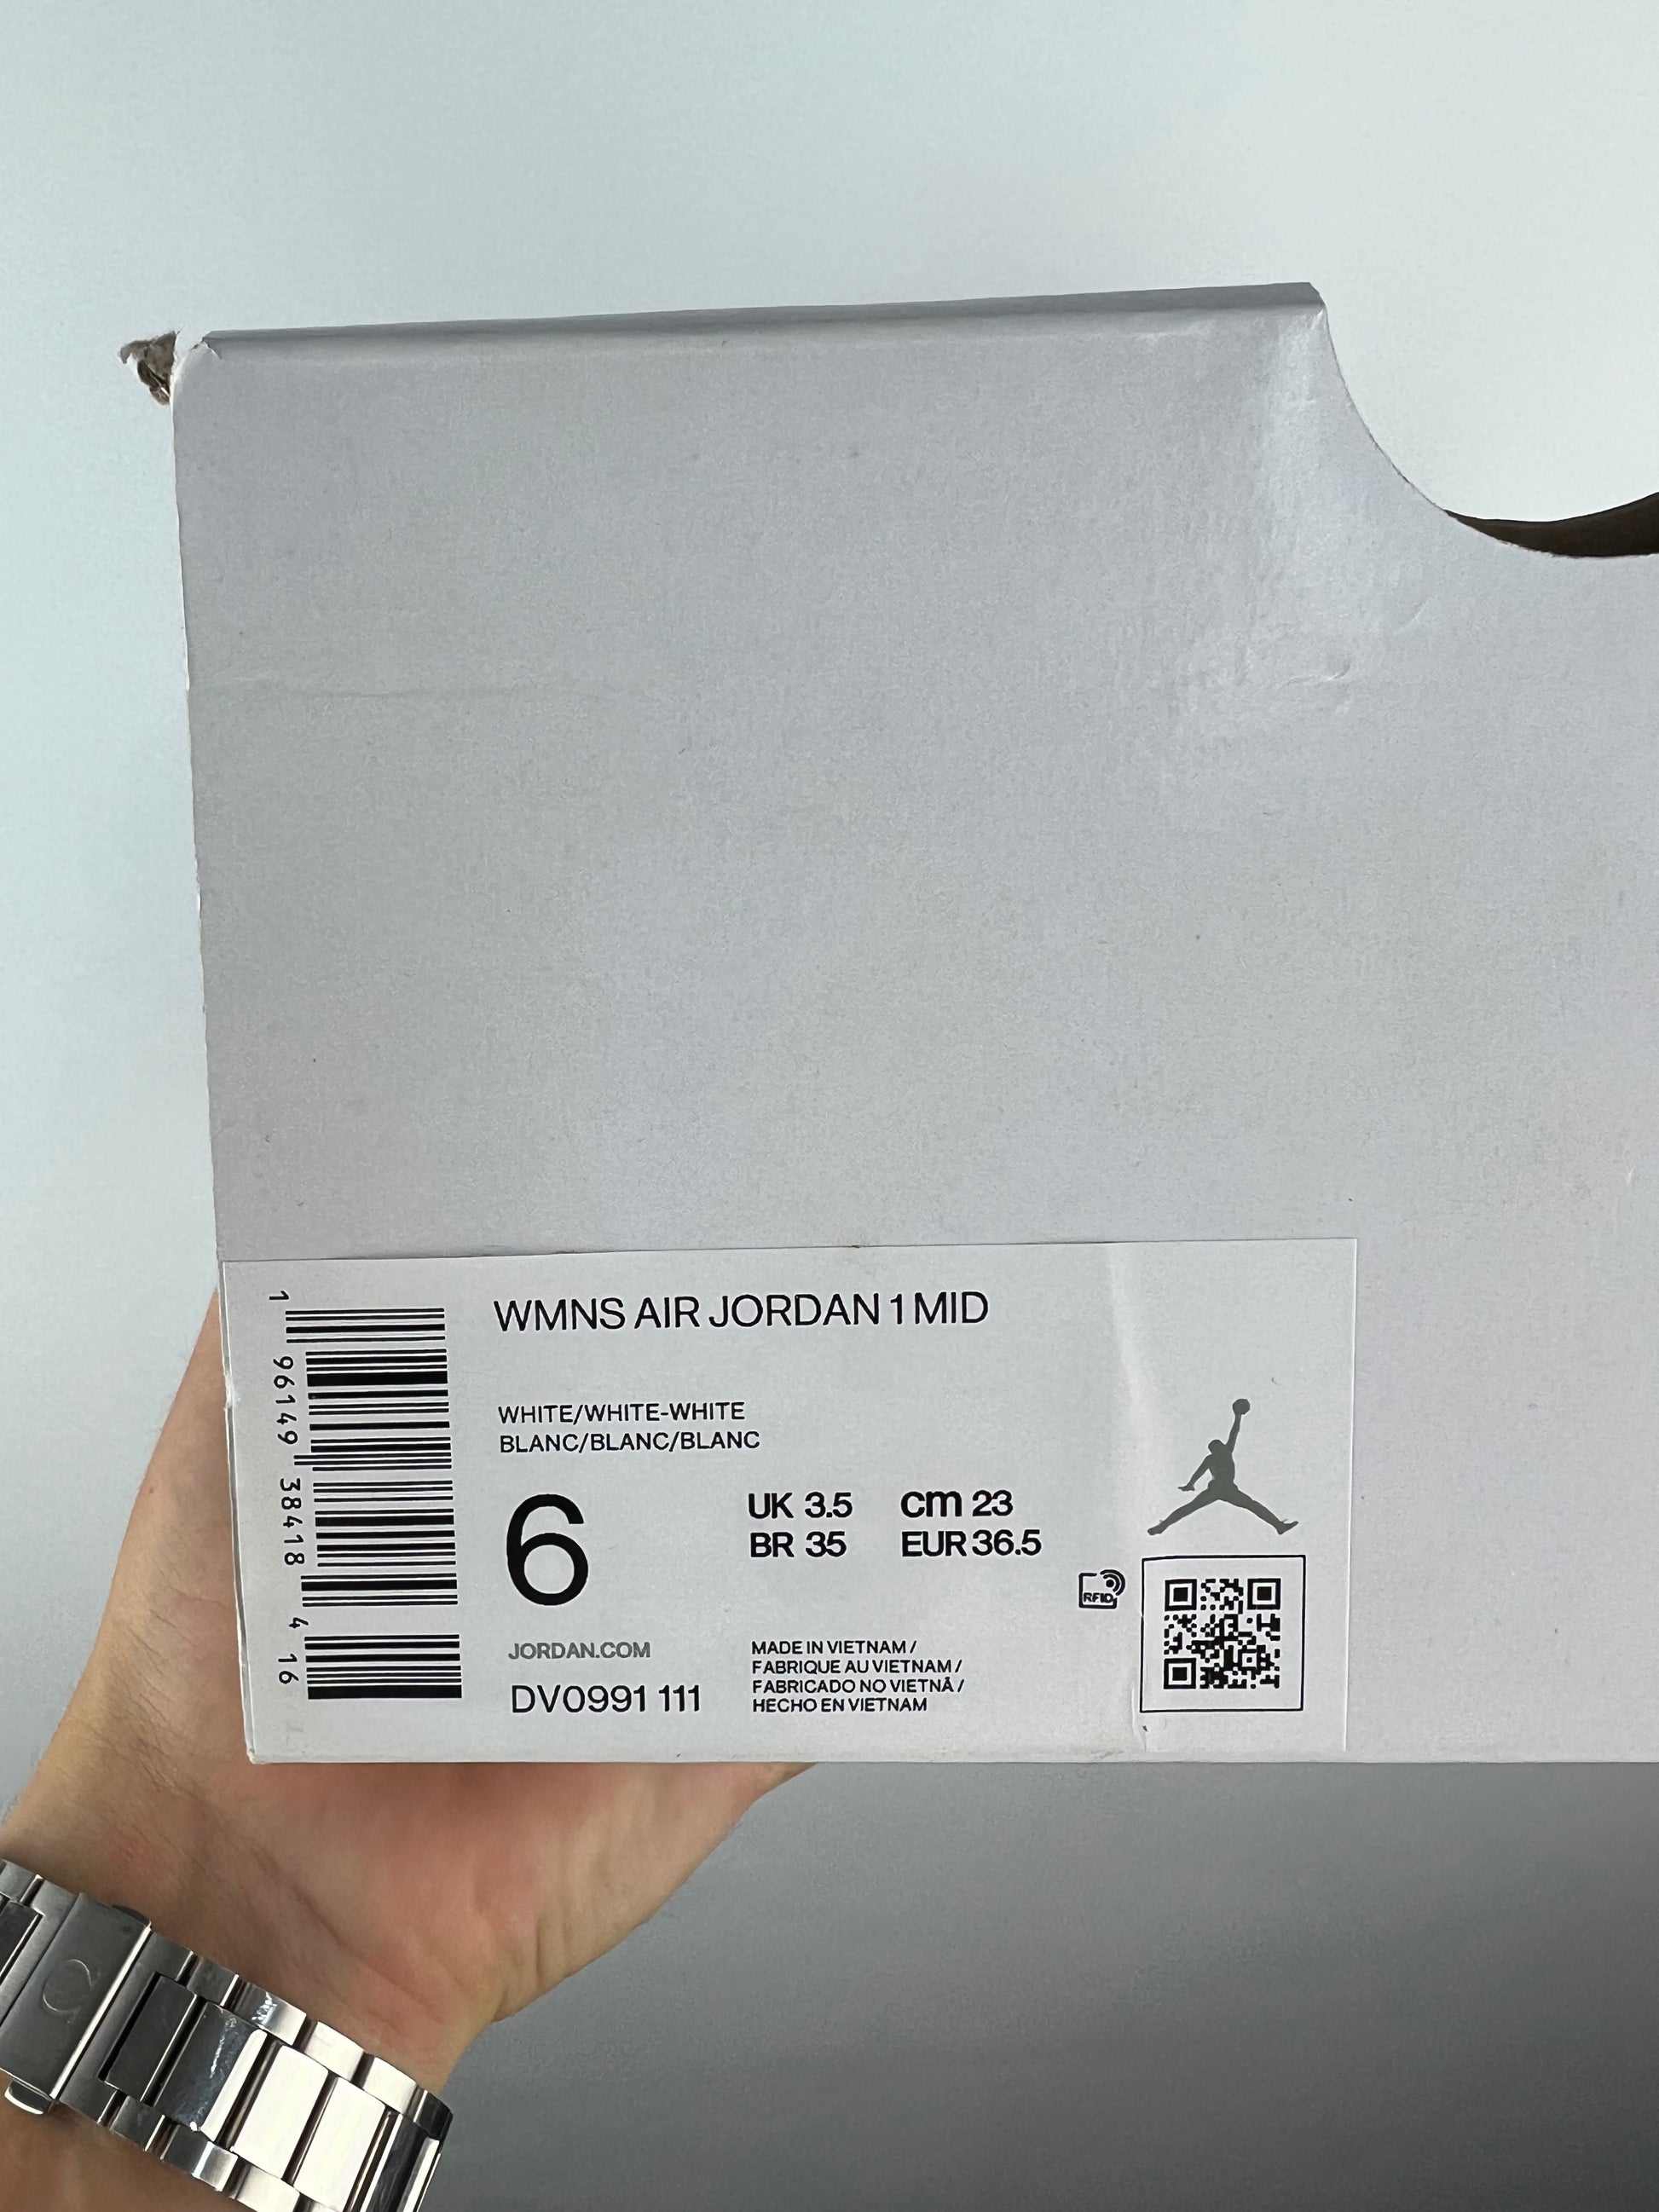 WMNS AIR JORDAN 1 MID
WHITE/WHITE-WHITE
BLANC/BLANC/BLANC
6
UK 3.5 cm 23
BR 35 EUR 36.5
RFID
JORDAN.COM
DV0991 111
MADE IN VIETNAM /
FABRIQUE AU VIETNAM /
FABRICADO NO VIETNÃ /
HECHO EN VIETNAM
1 96149 38418 4 16